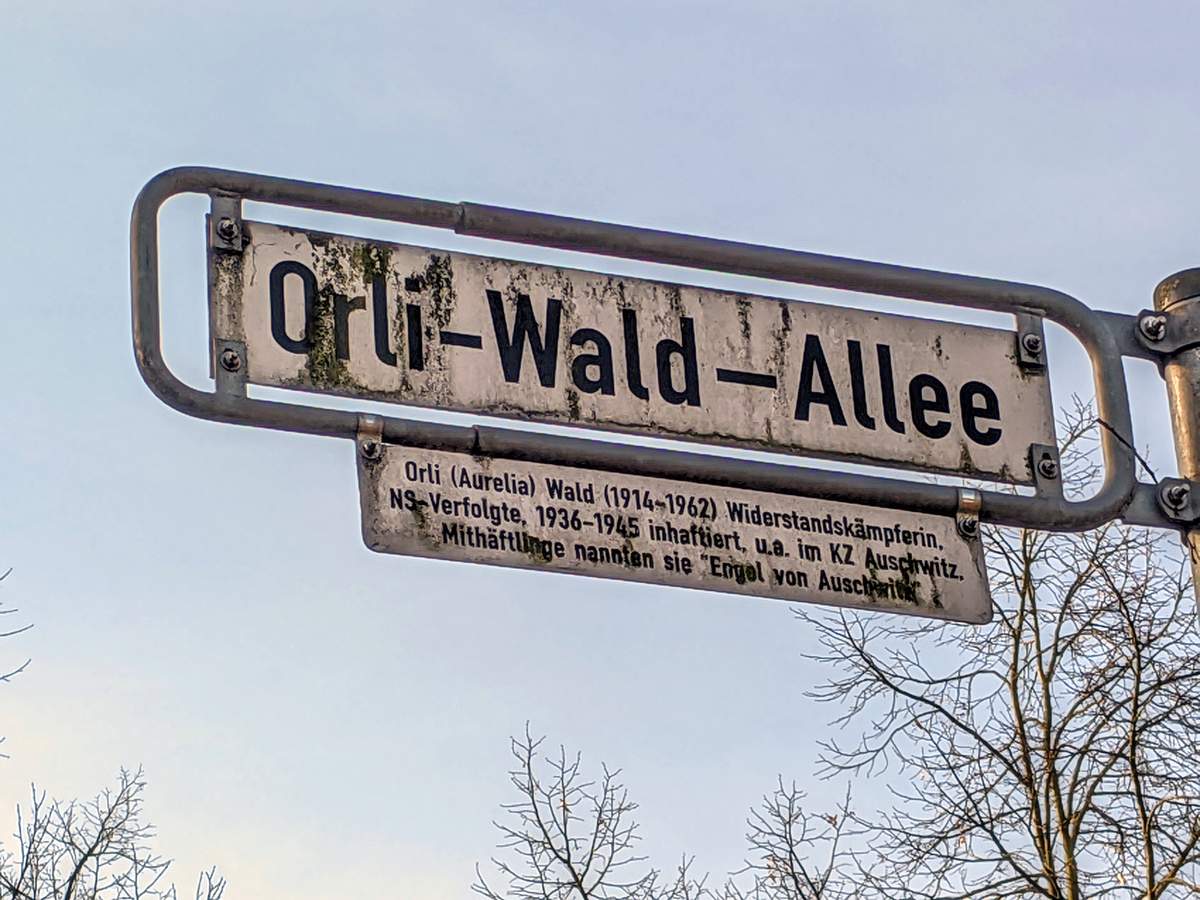 Orli-Wald-Allee
Orli (Aurelia) Wald (1914-1962) Widerstandskämpferin,
NS-Verfolgte, 1936-1945 inhaftiert, u.a. im KZ Auschwitz,
Mithäftlinge nannten sie "Engel von Auschwitz"